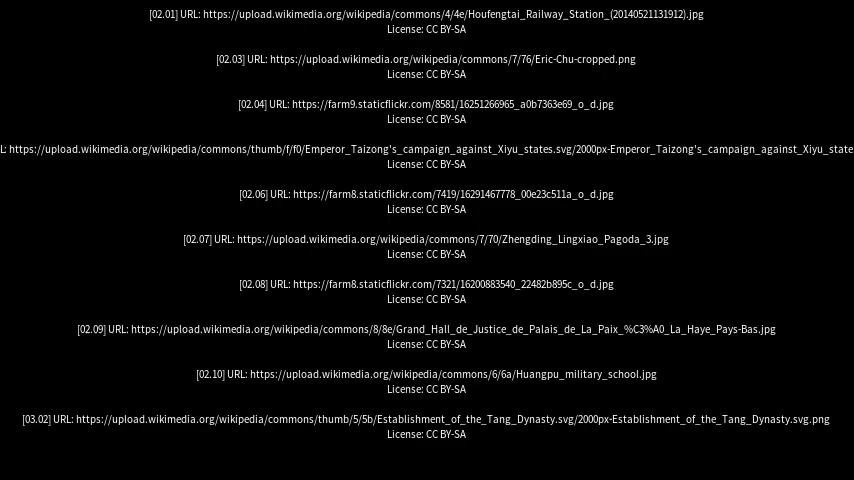 [02.01] URL: https://upload.wikimedia.org/wikipedia/commons/4/4e/Houfengtai_Railway_Station_(20140521131912).jpg
License: CC BY-SA
[02.03] URL: https://upload.wikimedia.org/wikipedia/commons/7/76/Eric-Chu-cropped.png
License: CC BY-SA
[02.04] URL: https://farm9.staticflickr.com/8581/16251266965_a0b7363e69_o_d.jpg
License: CC BY-SA
L: https://upload.wikimedia.org/wikipedia/commons/thumb/f/f0/Emperor_Taizong's_campaign_against_Xiyu_states.svg/2000px-Emperor_Taizong's_campaign_against_Xiyu_state
License: CC BY-SA
[02.06] URL: https://farm8.staticflickr.com/7419/16291467778_00e23c511a_o_d.jpg
License: CC BY-SA
[02.07] URL: https://upload.wikimedia.org/wikipedia/commons/7/70/Zhengding_Lingxiao_Pagoda_3.jpg
License: CC BY-SA
[02.08] URL: https://farm8.staticflickr.com/7321/16200883540_22482b895c_o_d.jpg
License: CC BY-SA
[02.09] URL: https://upload.wikimedia.org/wikipedia/commons/8/8e/Grand_Hall_de_Justice_de_Palais_de_La_Paix_%C3%A0_La_Haye_Pays-Bas.jpg
License: CC BY-SA
[02.10] URL: https://upload.wikimedia.org/wikipedia/commons/6/6a/Huangpu_military_school.jpg
License: CC BY-SA
[03.02] URL: https://upload.wikimedia.org/wikipedia/commons/thumb/5/5b/Establishment_of_the_Tang_Dynasty.svg/2000px-Establishment_of_the_Tang_Dynasty.svg.png
License: CC BY-SA